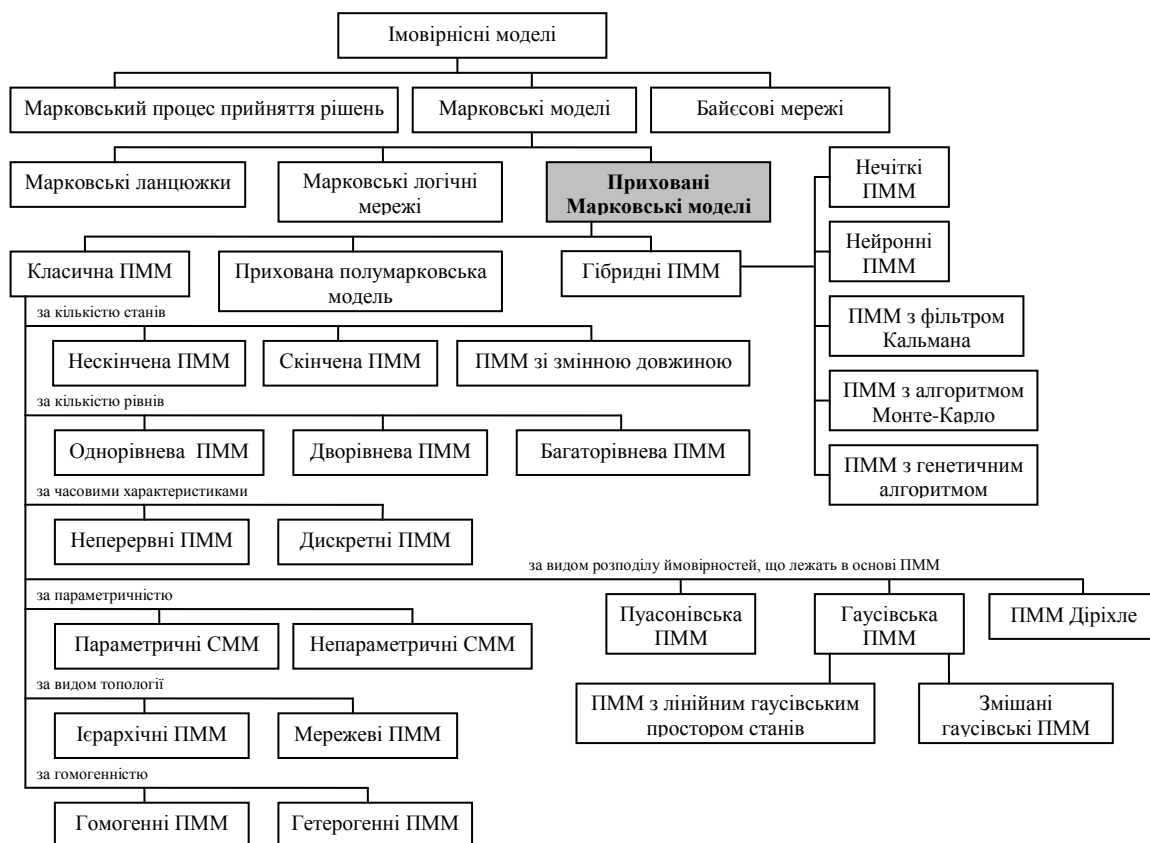 Імовірнісні моделі
Марковський процес прийняття рішень
Марковські моделі
Байєсові мережі
Марковські ланцюжки
Марковські логічні
мережі
Приховані
Марковські моделі
Нечіткі
ПММ
Нейронні
ПММ
ПММ з фільтром
Кальмана
ПММ з алгоритмом
Монте-Карло
ПММ з генетичним
алгоритмом
Класична ПММ
Прихована полумарковська
модель
Гібридні ПММ
за кількістю станів
Нескінчена ПММ
Скінчена ПММ
ПММ зі змінною довжиною
за кількістю рівнів
Однорівнева ПММ
Дворівнева ПММ
Багаторівнева ПММ
за часовими характеристиками
Неперервні ПММ
Дискретні ПММ
за видом розподілу ймовірностей, що лежать в основі ПММ
Пуасонівська
ПММ
Гаусівська
ПММ
ПММ Діріхле
ПММ з лінійним гаусівським
простором станів
Змішані
гаусівські ПММ
за параметричністю
Параметричні СММ
Непараметричні СММ
за видом топології
Ієрархічні ПММ
Мережеві ПММ
за гомогенністю
Гомогенні ПММ
Гетерогенні ПММ